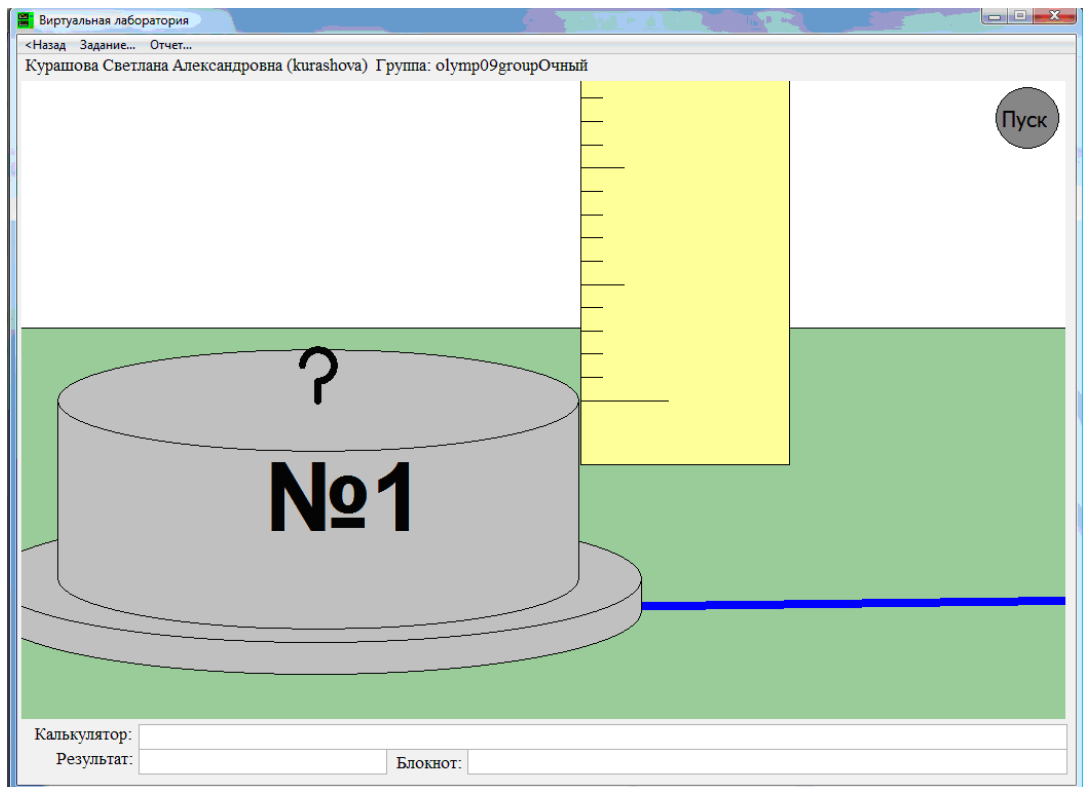 Виртуальная лаборатория
<Назад Задание... Отчет...
Курашова Светлана Александровна (kurashova) Группа: olymp09groupОчный
Пуск
?
№1
Калькулятор:
Результат:
Блокнот: